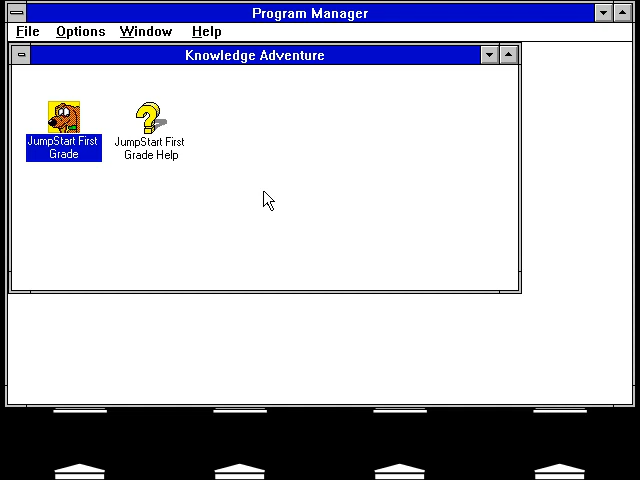 Program Manager
File Options Window Help
Knowledge Adventure
JumpStart First
Grade
JumpStart First
Grade Help